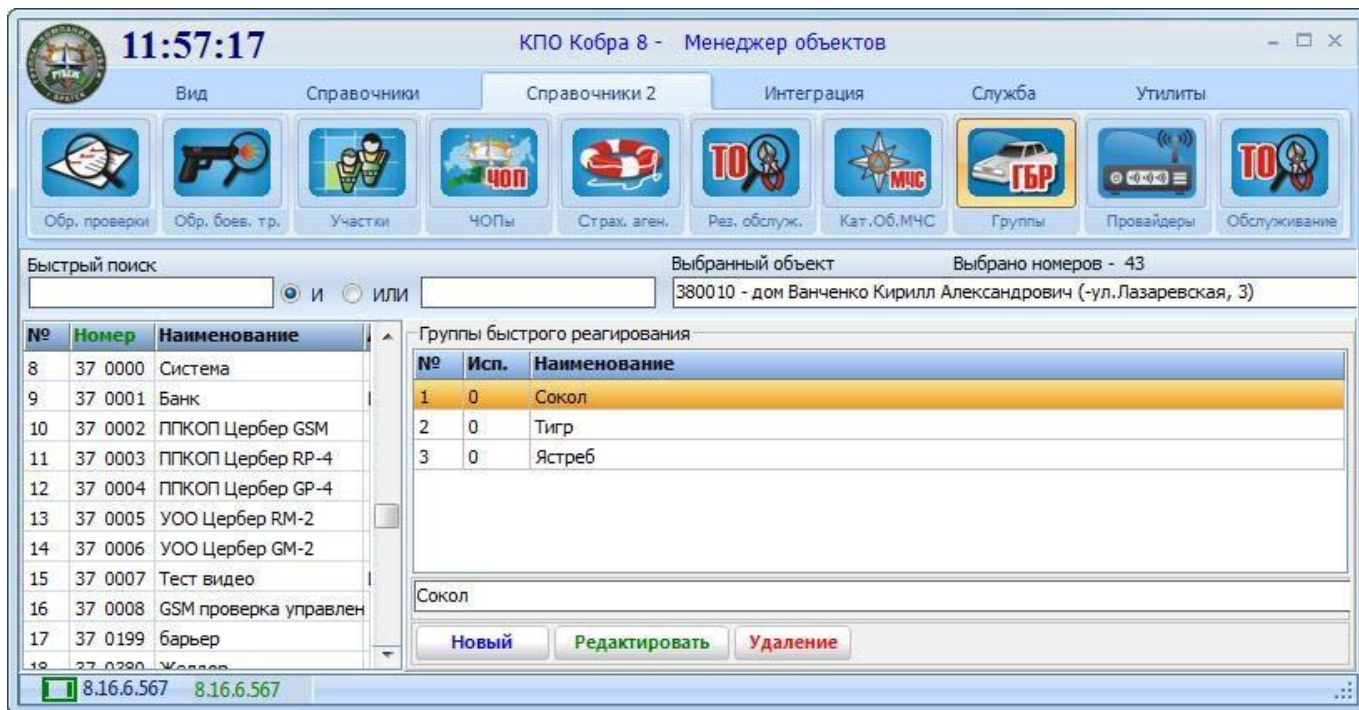 11:57:17 КПО Кобра 8 - Менеджер объектов
РУБЕЖ
Вид Справочники Справочники 2 Интеграция Служба Утилиты
ЧОП ТО МЧС ГБР ТО
Обр. проверки Обр. боев. тр. Участки ЧОПы Страх. аген. Рез. обслуж. Кат.Об.МЧС Группы Провайдеры Обслуживание
Быстрый поиск Выбранный объект Выбрано номеров - 43
И ИЛИ 380010 - дом Ванченко Кирилл Александрович (-ул.Лазаревская, 3)
Группы быстрого реагирования
№ Номер Наименование
8 37 0000 Система
9 37 0001 Банк
10 37 0002 ППКОП Цербер GSM
11 37 0003 ППКОП Цербер RP-4
12 37 0004 ППКОП Цербер GP-4
13 37 0005 УОО Цербер RM-2
14 37 0006 УОО Цербер GM-2
15 37 0007 Тест видео
16 37 0008 GSM проверка управлен
17 37 0199 барьер
№ Исп. Наименование
1 0 Сокол
2 0 Тигр
3 0 Ястреб
Сокол
Новый Редактировать Удаление
8.16.6.567 8.16.6.567